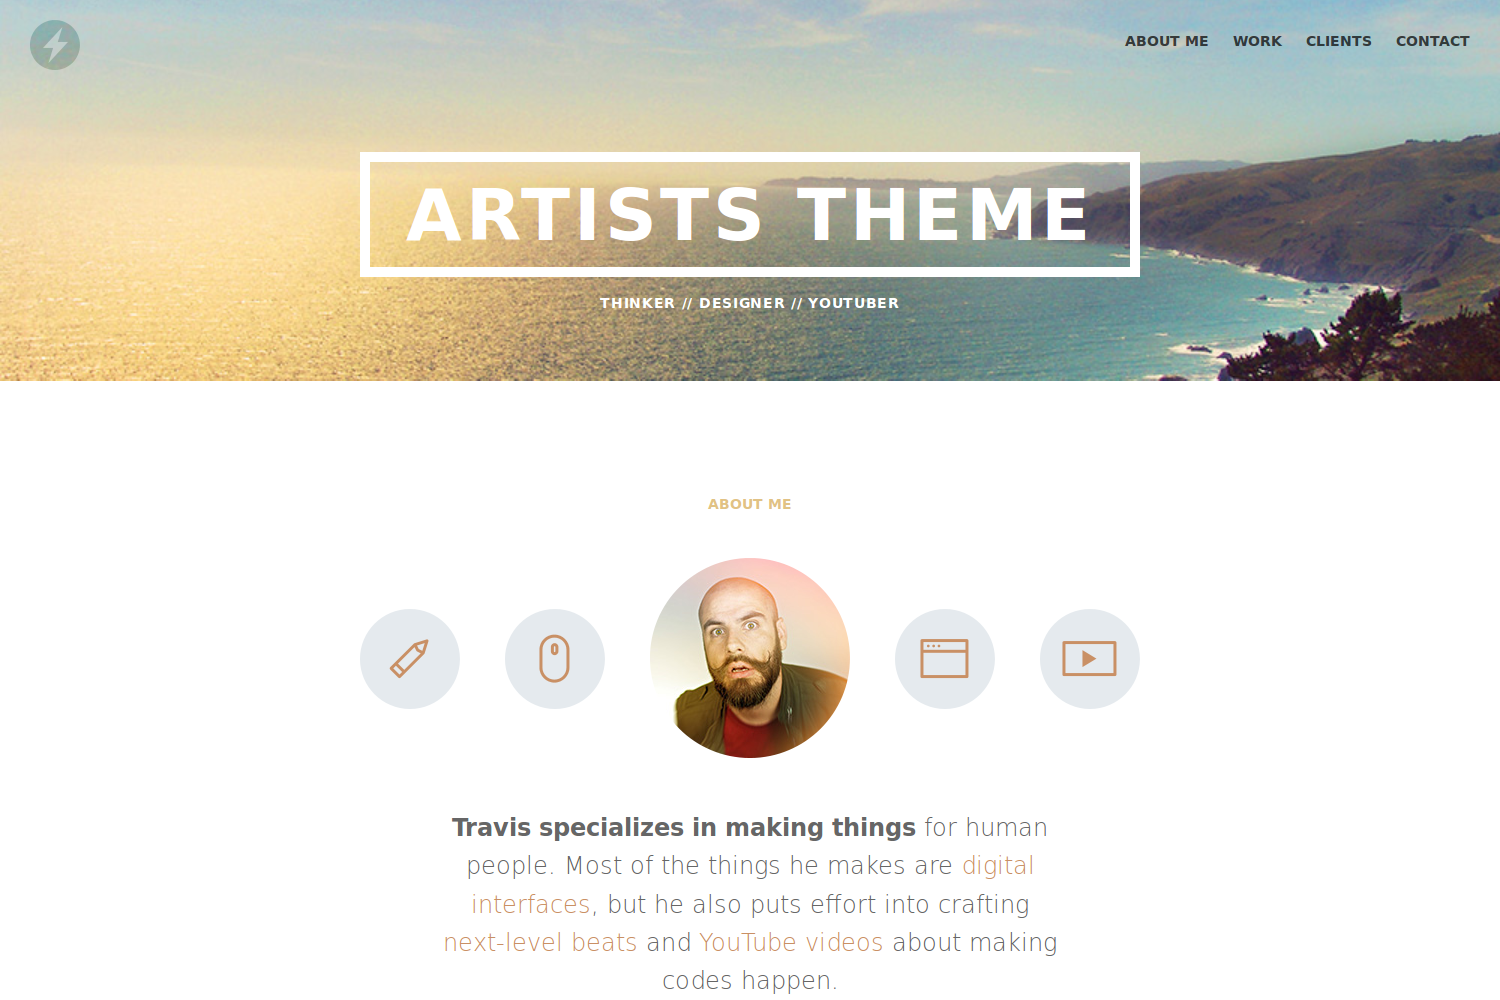 ABOUT ME WORK CLIENTS CONTACT
ARTISTS THEME
THINKER // DESIGNER // YOUTUBER
ABOUT ME
Travis specializes in making things for human
people. Most of the things he makes are digital
interfaces, but he also puts effort into crafting
next-level beats and YouTube videos about making
codes happen.